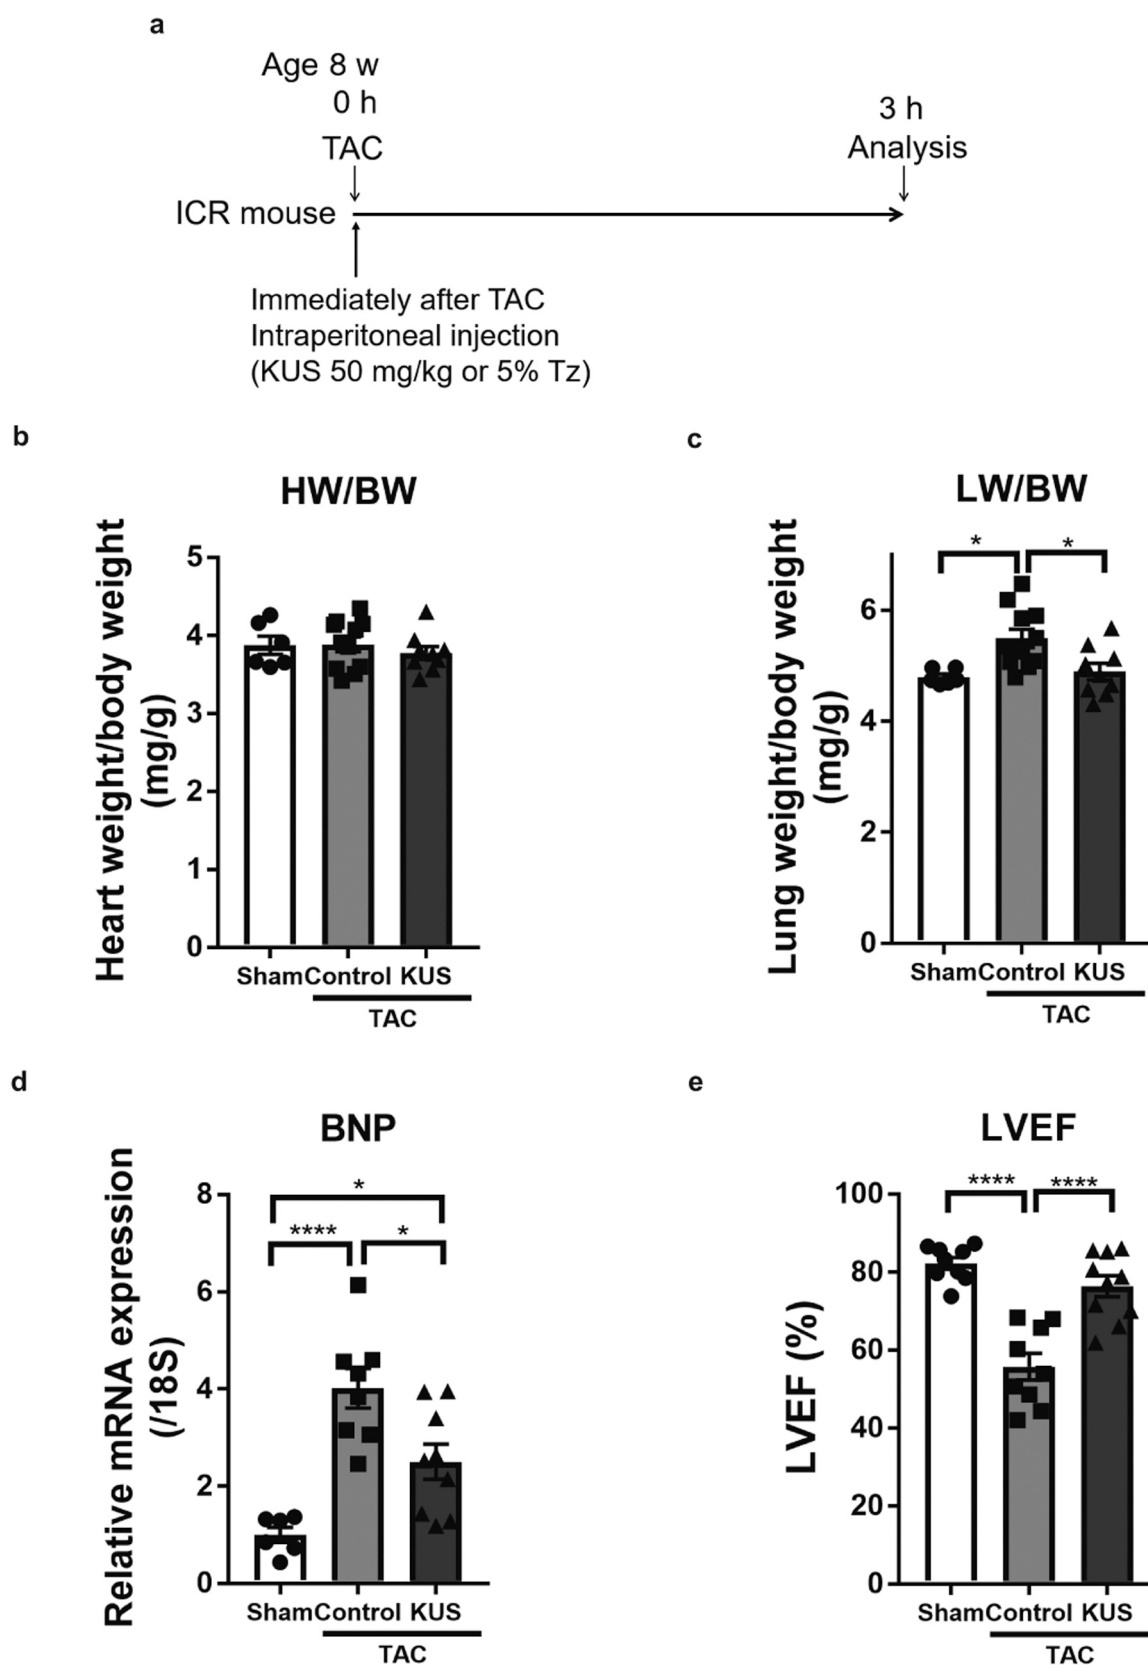 a
Age 8 w
0 h
TAC
3 h
Analysis
ICR mouse
Immediately after TAC
Intraperitoneal injection
(KUS 50 mg/kg or 5% Tz)
b
HW/BW
Heart weight/body weight
(mg/g)
5
4
3
2
1
0
Sham Control KUS
TAC
c
LW/BW
Lung weight/body weight
(mg/g)
* *
6
4
2
0
Sham Control KUS
TAC
d
BNP
Relative mRNA expression
(/18S)
*
**** *
8
6
4
2
0
Sham Control KUS
TAC
e
LVEF
LVEF (%)
**** ****
100
80
60
40
20
0
Sham Control KUS
TAC